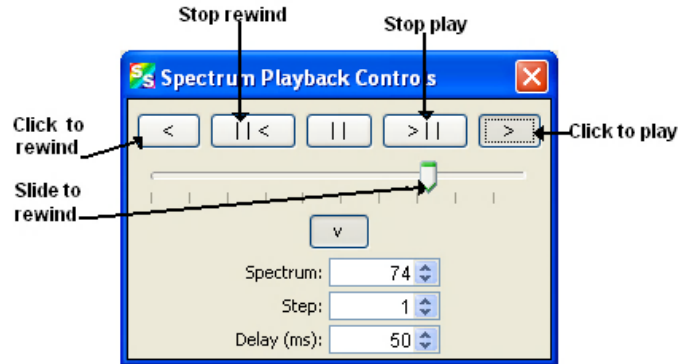 Stop rewind
Stop play
SS Spectrum Playback Controls X
Click to rewind
< ||< || >|| >
Click to play
Slide to rewind
v
Spectrum: 74
Step: 1
Delay (ms): 50